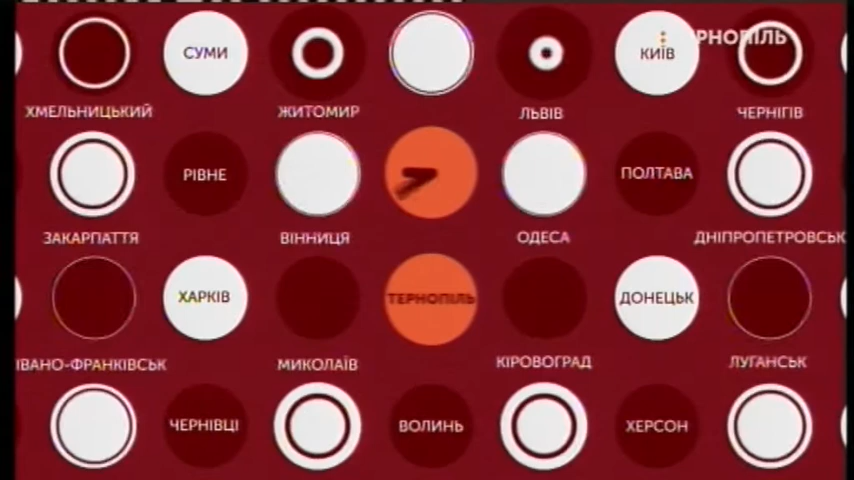 РНОПІЛЬ
СУМИ
КИЇВ
ХМЕЛЬНИЦЬКИЙ
ЖИТОМИР
ЛЬВІВ
ЧЕРНІГІВ
РІВНЕ
ПОЛТАВА
ЗАКАРПАТТЯ
ВІННИЦЯ
ОДЕСА
ДНІПРОПЕТРОВСЬК
ХАРКІВ
ТЕРНОПІЛЬ
ДОНЕЦЬК
ІВАНО-ФРАНКІВСЬК
МИКОЛАЇВ
КІРОВОГРАД
ЛУГАНСЬК
ЧЕРНІВЦІ
ВОЛИНЬ
ХЕРСОН